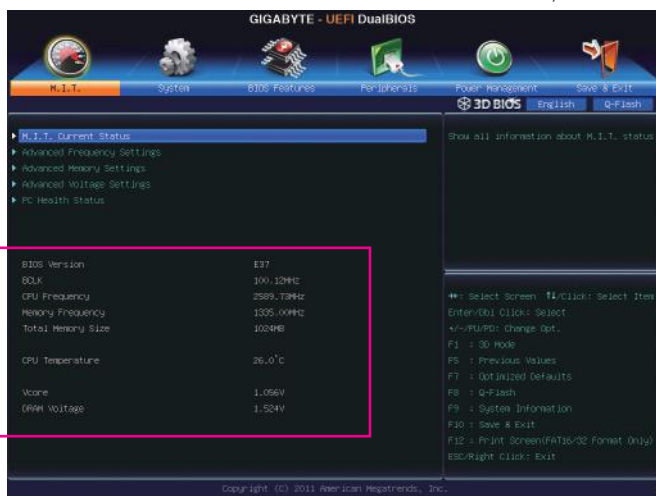 GIGABYTE - UEFI DualBIOS
M.I.T. System BIOS Features Peripherals Power Management Save & Exit
3D BIOS English Q-Flash
M.I.T. Current Status
Advanced Frequency Settings
Advanced Memory Settings
Advanced Voltage Settings
PC Health Status
Show all information about M.I.T. status
BIOS Version E37
BCLK 100.12MHz
CPU Frequency 2589.73MHz
Memory Frequency 1335.00MHz
Total Memory Size 1024MB
CPU Temperature 26.0°C
Vcore 1.056V
DRAM Voltage 1.524V
: Select Screen /Click: Select Item
Enter/Dbl Click: Select
+/-/PU/PD: Change Opt.
F1 : 3D Mode
F5 : Previous Values
F7 : Optimized Defaults
F8 : Q-Flash
F9 : System Information
F10 : Save & Exit
F12 : Print Screen(FAT16/32 Format Only)
ESC/Right Click: Exit
Copyright (C) 2011 American Megatrends, Inc.